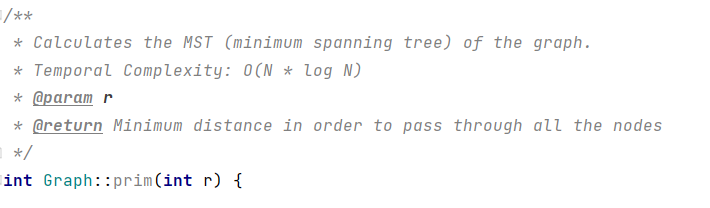 /**
 * Calculates the MST (minimum spanning tree) of the graph.
 * Temporal Complexity: O(N * log N)
 * @param r
 * @return Minimum distance in order to pass through all the nodes
 */
int Graph::prim(int r) {